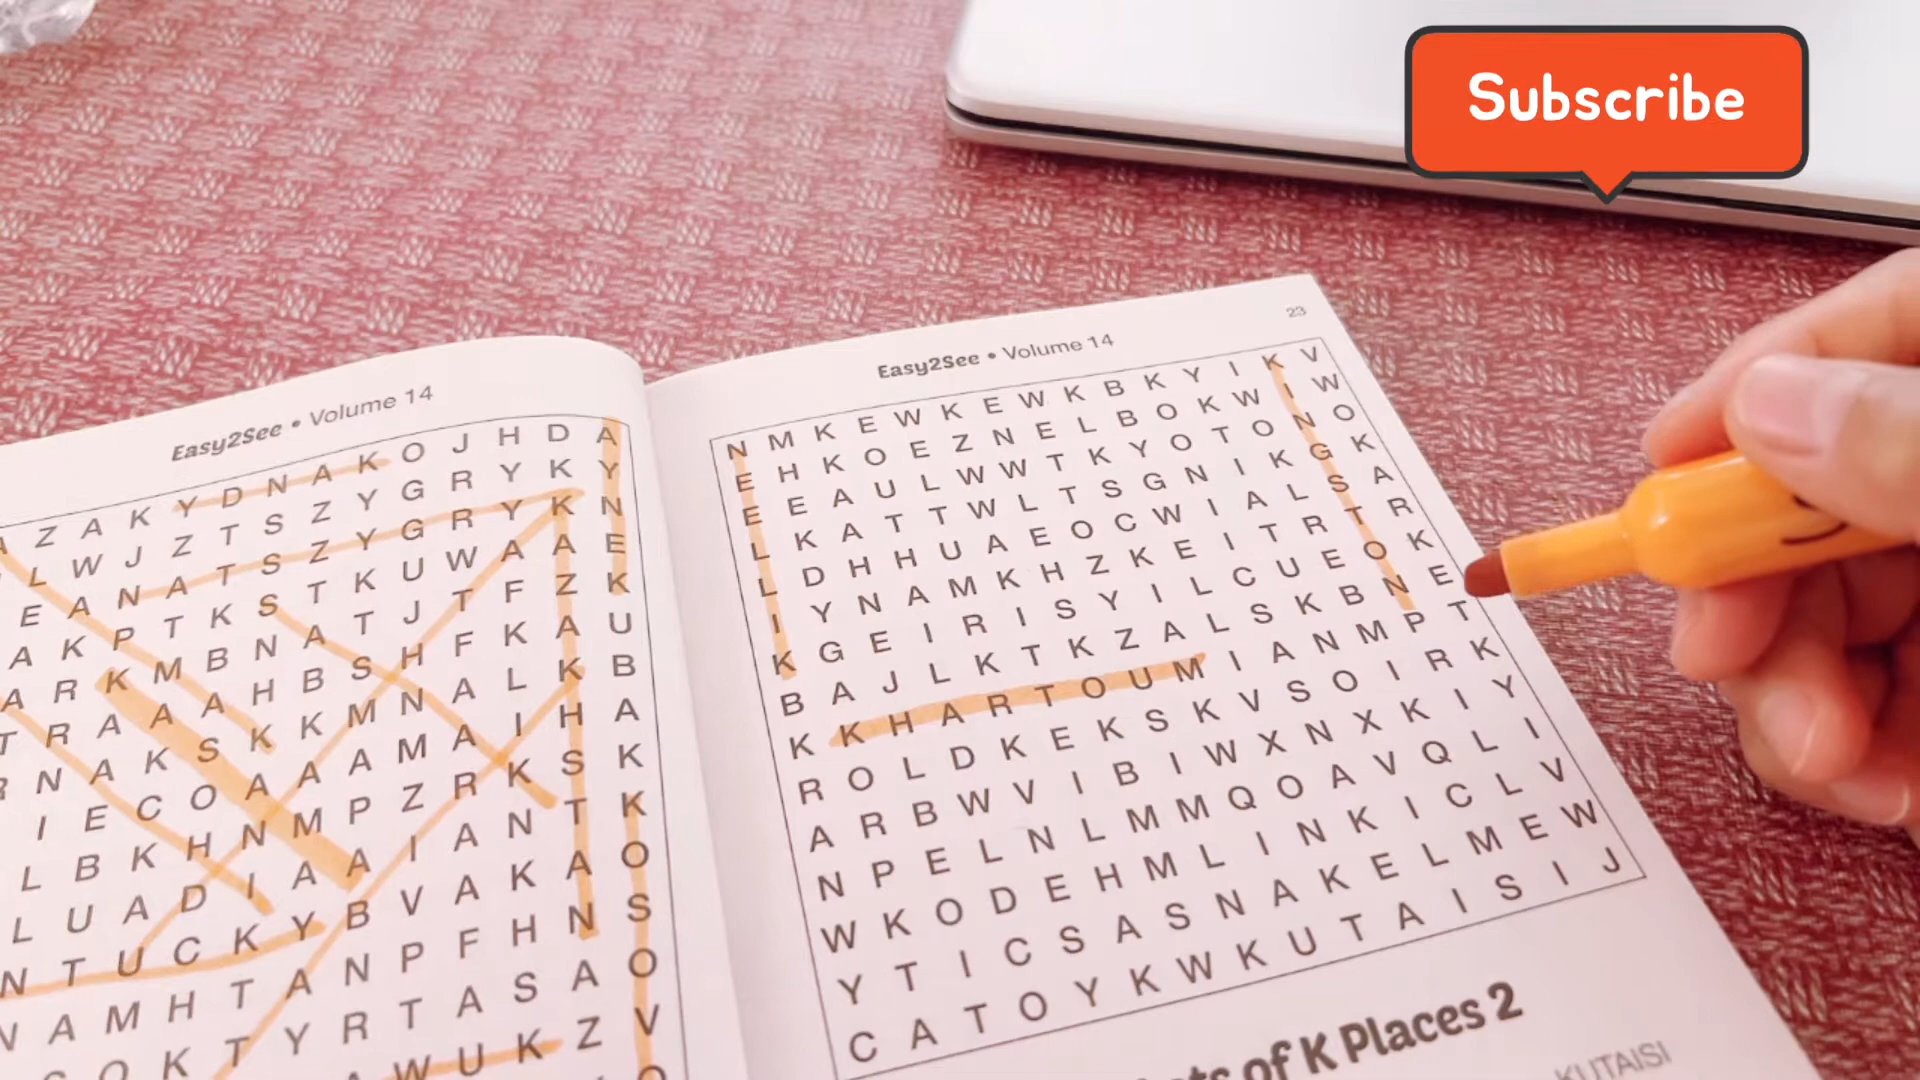 Subscribe
Easy2See • Volume 14
A Z A K Y D N A K O J H D A
L W J Z T S Z Y G R Y K Y
E A N A T S Z Y G R Y K N
A K P T K S T K U W A A E
A R K M B N A T J T F Z K
T R A A A H B S H F K A U
N A K S K K M N A L K B
I E C O A A A M A I H A
L B K H N M P Z R K S K
L U A D I A A I A N T K
N T U C K Y B V A K A O
A M H T A N P F H N S
O K T Y R T A S A O
W U K Z V
23
Easy2See • Volume 14
N M K E W K E W K B K Y I K V
E H K O E Z N E L B O K W I W
E E A U L W W T K Y O T O N O
L K A T T W L T S G N I K G K
L D H H U A E O C W I A L S A
I Y N A M K H Z K E I T R T R
K G E I R I S Y I L C U E O K
B A J L K T K Z A L S K B N E
K K H A R T O U M I A N M P T
R O L D K E K S K V S O I R K
A R B W V I B I W X N X K I Y
N P E L N L M M Q O A V Q L I
W K O D E H M L I N K I C L V
Y T I C S A S N A K E L M E W
C A T O Y K W K U T A I S I J
of K Places 2
KUTAISI